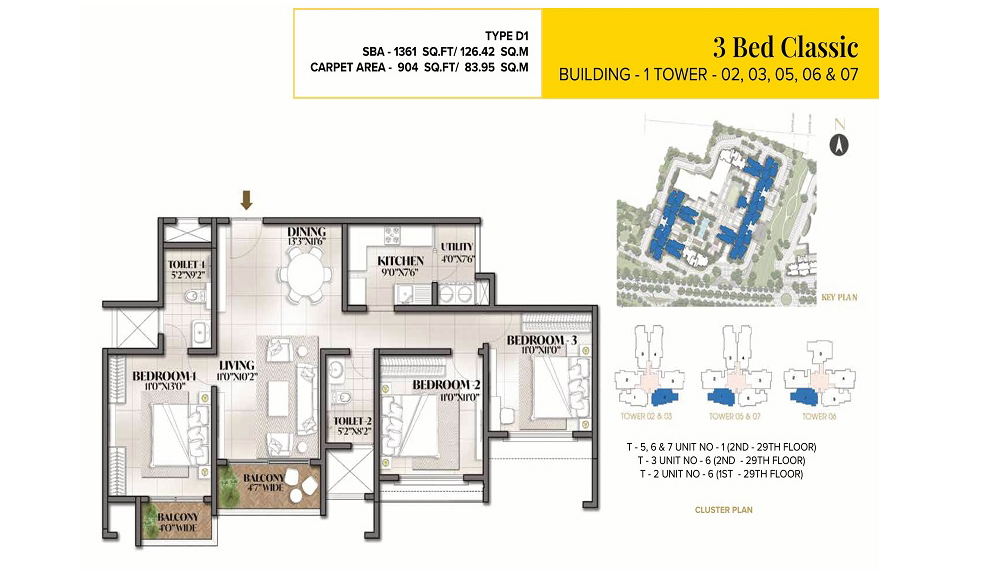 TYPE D1
SBA - 1361 SQ.FT/ 126.42 SQ.M
CARPET AREA - 904 SQ.FT/ 83.95 SQ.M
3 Bed Classic
BUILDING - 1 TOWER - 02, 03, 05, 06 & 07
N
KEY PLAN
DINING
13'3"X11'6"
UTILITY
4'0"X7'6"
KITCHEN
9'0"X7'6"
TOILET-1
5'2"X9'2"
BEDROOM-1
11'0"X13'0"
LIVING
11'0"X10'2"
BEDROOM-2
11'0"X11'0"
BEDROOM - 3
11'0"X11'0"
TOILET-2
5'2"X8'2"
BALCONY
4'7" WIDE
BALCONY
4'0" WIDE
TOWER 02 & 03
TOWER 05 & 07
TOWER 06
T - 5, 6 & 7 UNIT NO - 1 (2ND - 29TH FLOOR)
T - 3 UNIT NO - 6 (2ND - 29TH FLOOR)
T - 2 UNIT NO - 6 (1ST - 29TH FLOOR)
CLUSTER PLAN